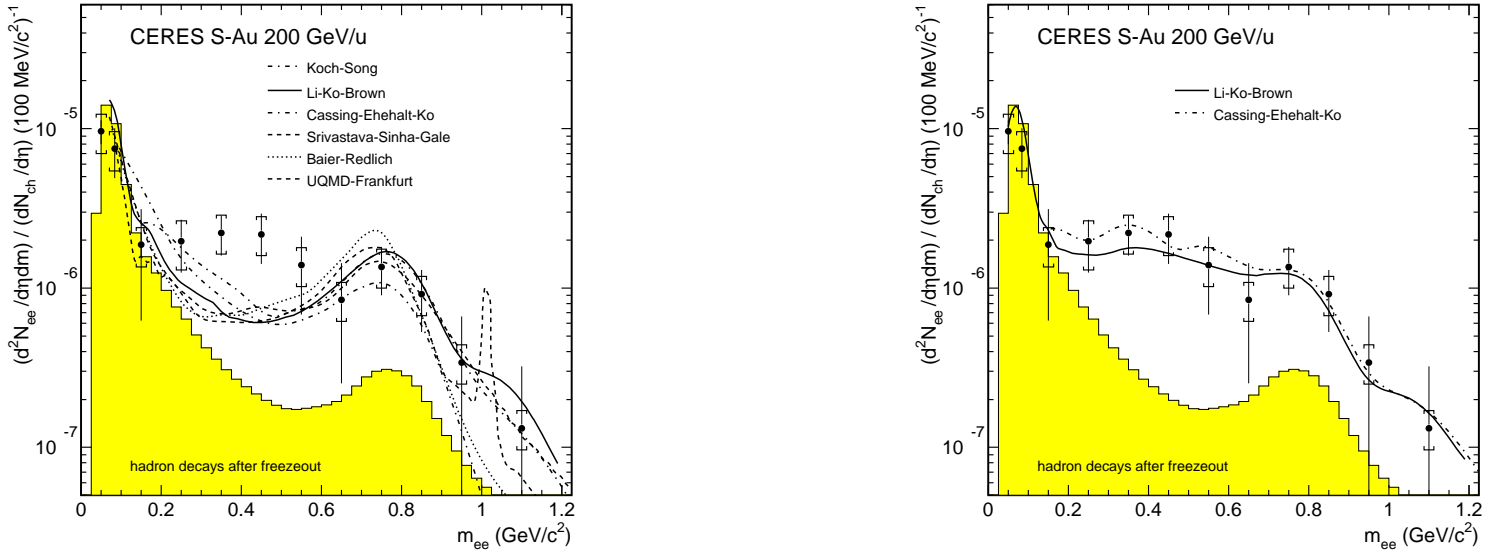 (d²N_ee /dηdm) / (dN_ch /dη) (100 MeV/c²)⁻¹
CERES S-Au 200 GeV/u
Koch-Song
Li-Ko-Brown
Cassing-Ehehalt-Ko
Srivastava-Sinha-Gale
Baier-Redlich
UQMD-Frankfurt
10⁻⁵
10⁻⁶
10⁻⁷
hadron decays after freezeout
0 0.2 0.4 0.6 0.8 1 1.2
m_ee (GeV/c²)
(d²N_ee /dηdm) / (dN_ch /dη) (100 MeV/c²)⁻¹
CERES S-Au 200 GeV/u
Li-Ko-Brown
Cassing-Ehehalt-Ko
10⁻⁵
10⁻⁶
10⁻⁷
hadron decays after freezeout
0 0.2 0.4 0.6 0.8 1 1.2
m_ee (GeV/c²)